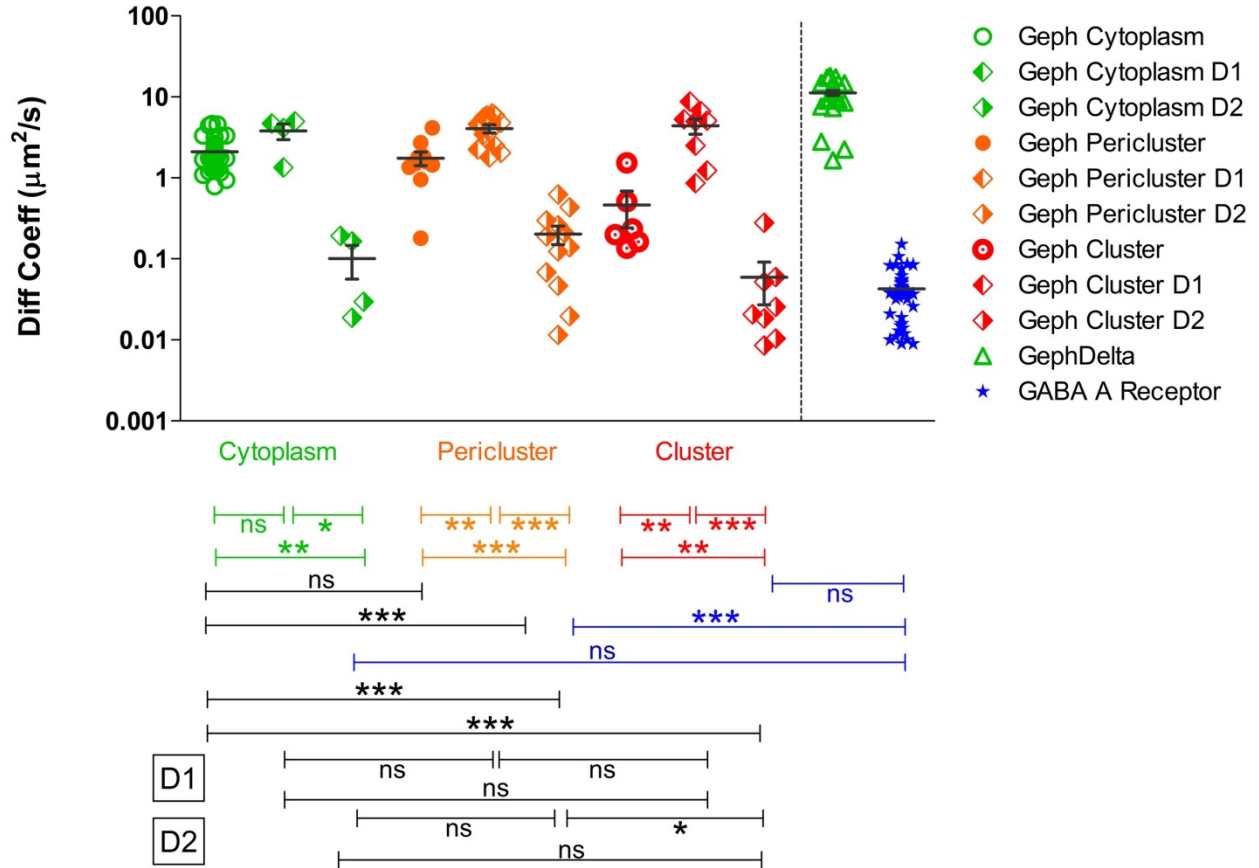 Diff Coeff (μm²/s)
100
10
1
0.1
0.01
0.001
Geph Cytoplasm
Geph Cytoplasm D1
Geph Cytoplasm D2
Geph Pericluster
Geph Pericluster D1
Geph Pericluster D2
Geph Cluster
Geph Cluster D1
Geph Cluster D2
GephDelta
GABA A Receptor
Cytoplasm Pericluster Cluster
ns * ** *** ** ***
** *** **
ns ns
*** ***
ns
***
***
D1
ns ns
ns
D2
ns *
ns